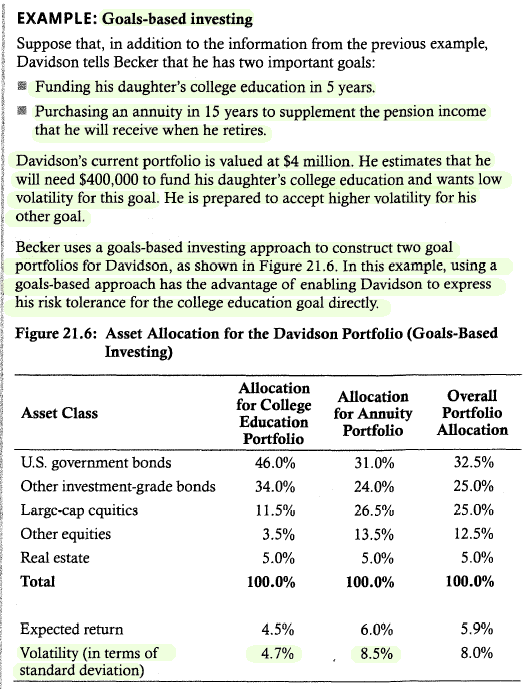 EXAMPLE: Goals-based investing
Suppose that, in addition to the information from the previous example,
Davidson tells Becker that he has two important goals:
Funding his daughter's college education in 5 years.
Purchasing an annuity in 15 years to supplement the pension income
that he will receive when he retires.
Davidson's current portfolio is valued at $4 million. He estimates that he
will need $400,000 to fund his daughter's college education and wants low
volatility for this goal. He is prepared to accept higher volatility for his
other goal.
Becker uses a goals-based investing approach to construct two goal
portfolios for Davidson, as shown in Figure 21.6. In this example, using a
goals-based approach has the advantage of enabling Davidson to express
his risk tolerance for the college education goal directly.
Figure 21.6: Asset Allocation for the Davidson Portfolio (Goals-Based
Investing)
Asset Class Allocation for College Education Portfolio Allocation for Annuity Portfolio Overall Portfolio Allocation
U.S. government bonds 46.0% 31.0% 32.5%
Other investment-grade bonds 34.0% 24.0% 25.0%
Large-cap equities 11.5% 26.5% 25.0%
Other equities 3.5% 13.5% 12.5%
Real estate 5.0% 5.0% 5.0%
Total 100.0% 100.0% 100.0%
Expected return 4.5% 6.0% 5.9%
Volatility (in terms of 4.7% 8.5% 8.0%
standard deviation)